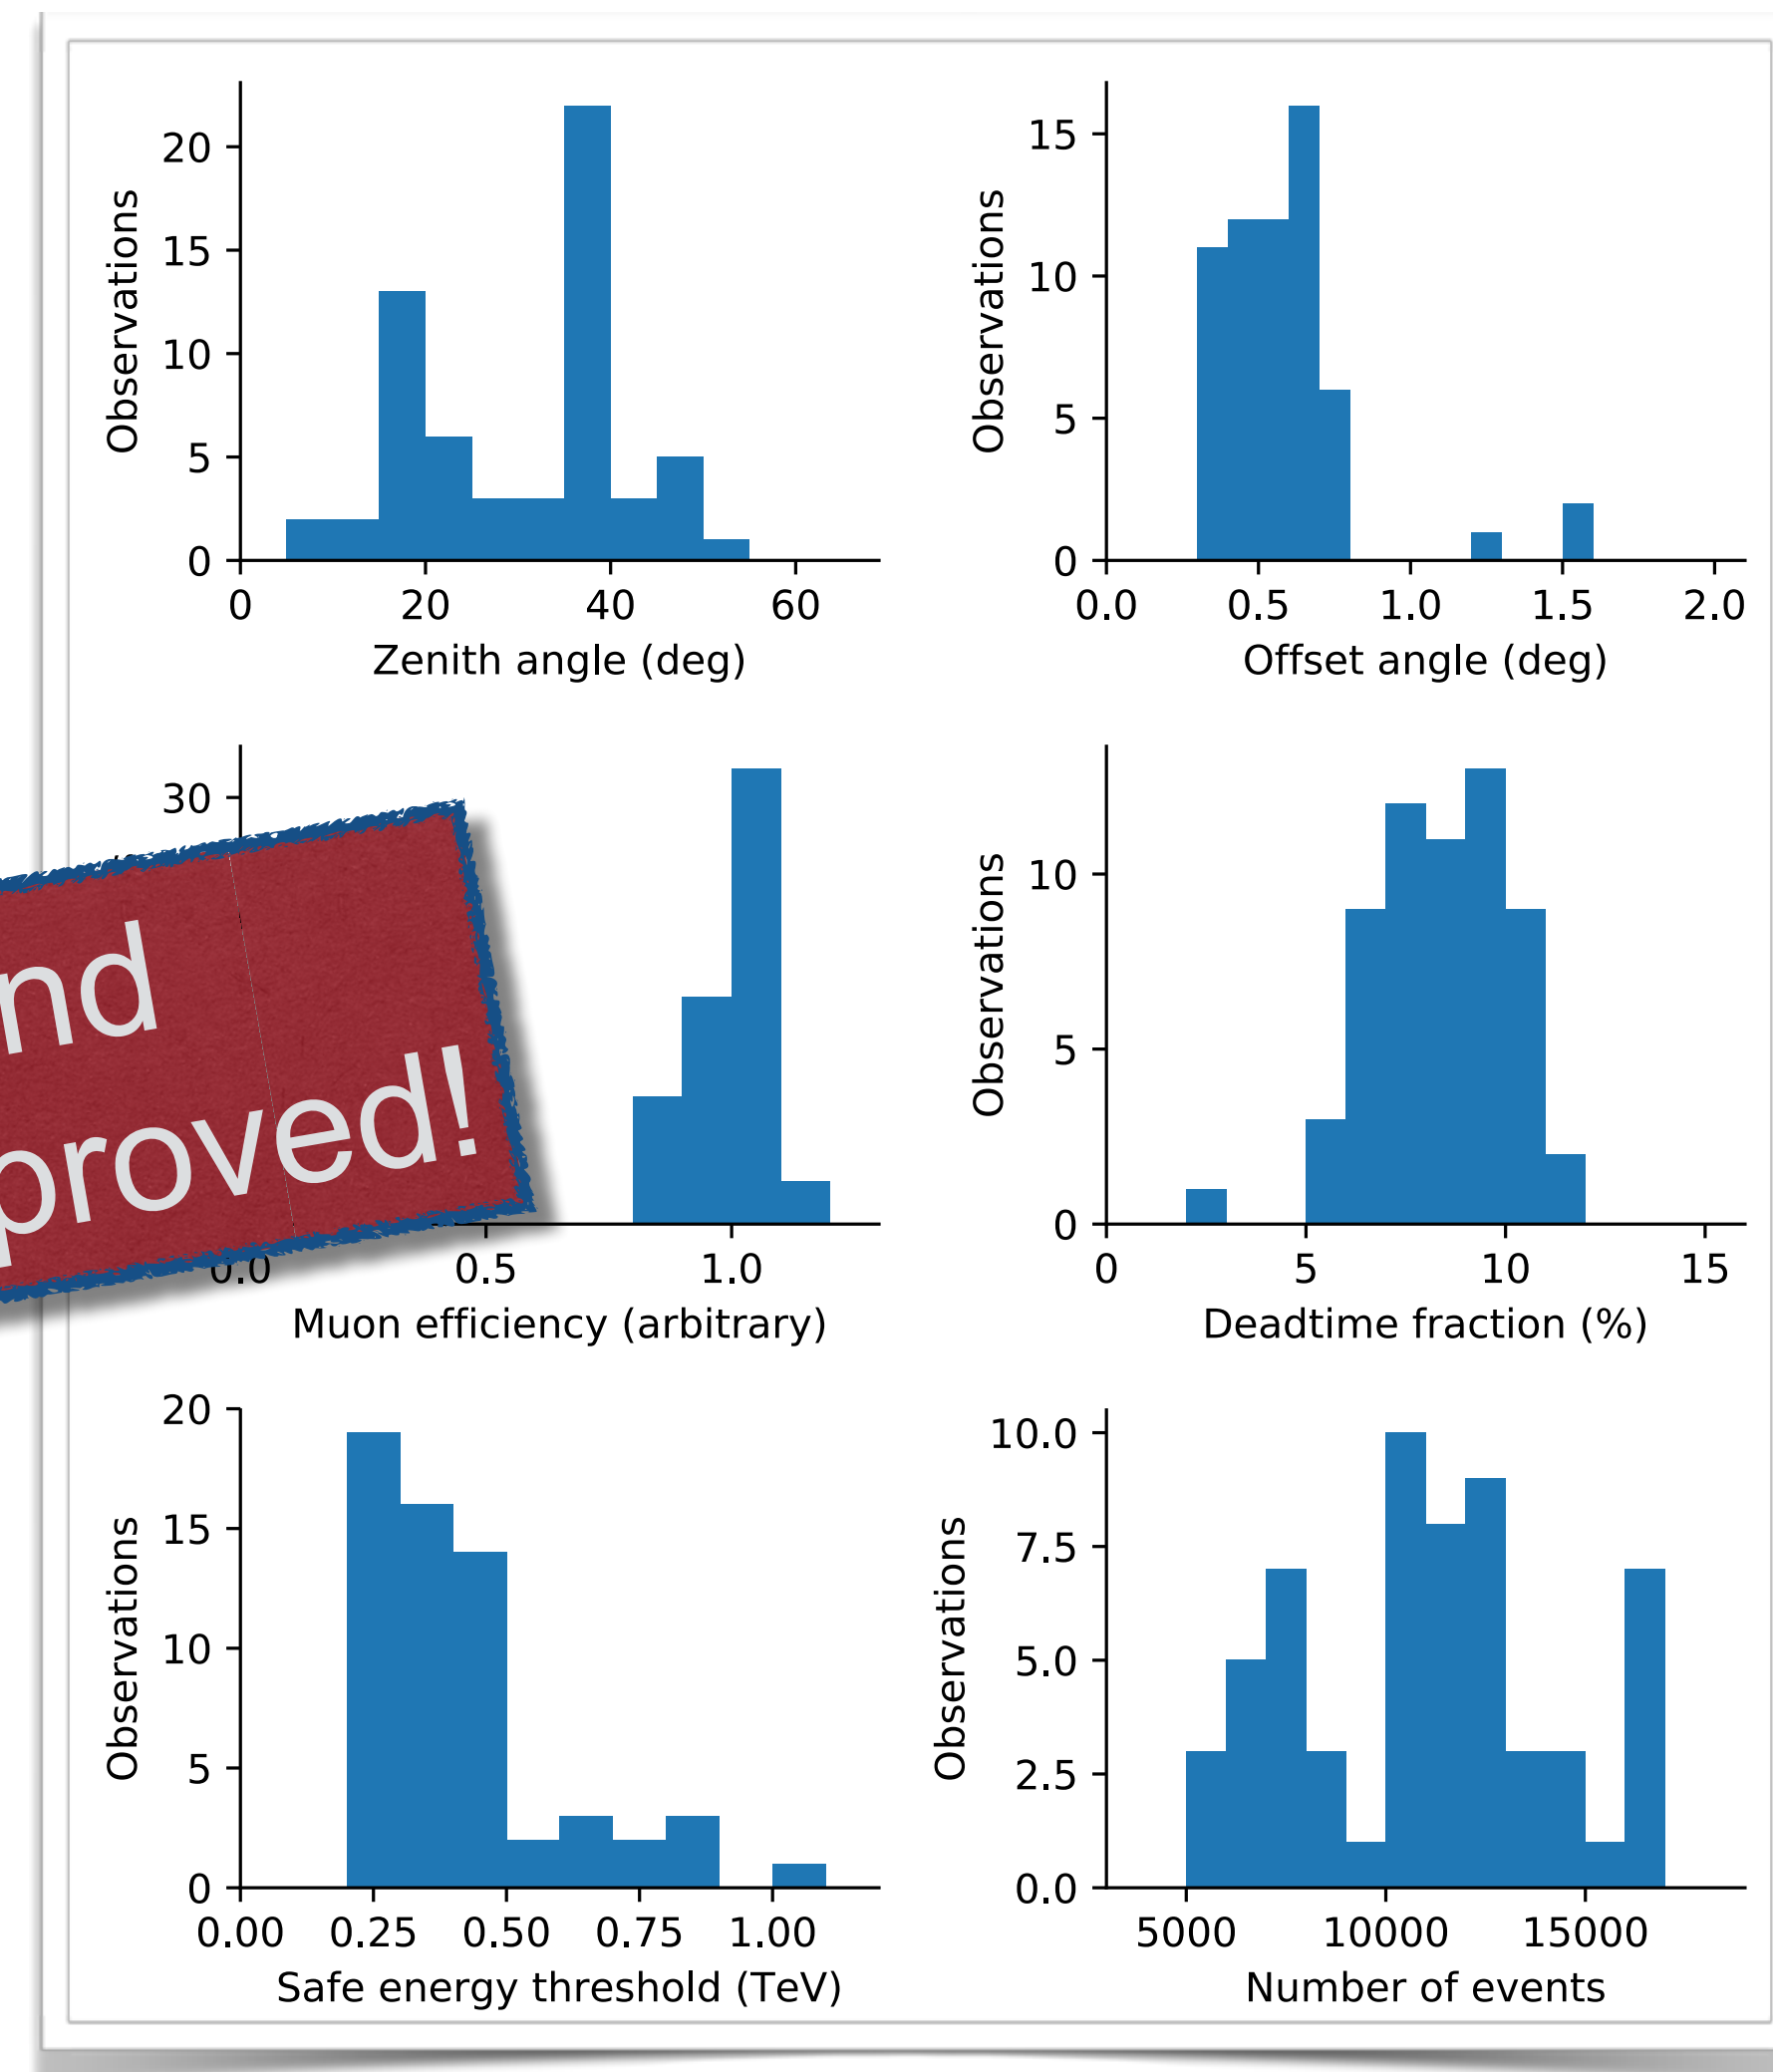 20
15
10
5
0
Observations
0 20 40 60
Zenith angle (deg)
15
10
5
0
Observations
0.0 0.5 1.0 1.5 2.0
Offset angle (deg)
30
0.0 0.5 1.0
Muon efficiency (arbitrary)
nd
proved!
10
5
0
Observations
0 5 10 15
Deadtime fraction (%)
20
15
10
5
0
Observations
0.00 0.25 0.50 0.75 1.00
Safe energy threshold (TeV)
10.0
7.5
5.0
2.5
0.0
Observations
5000 10000 15000
Number of events